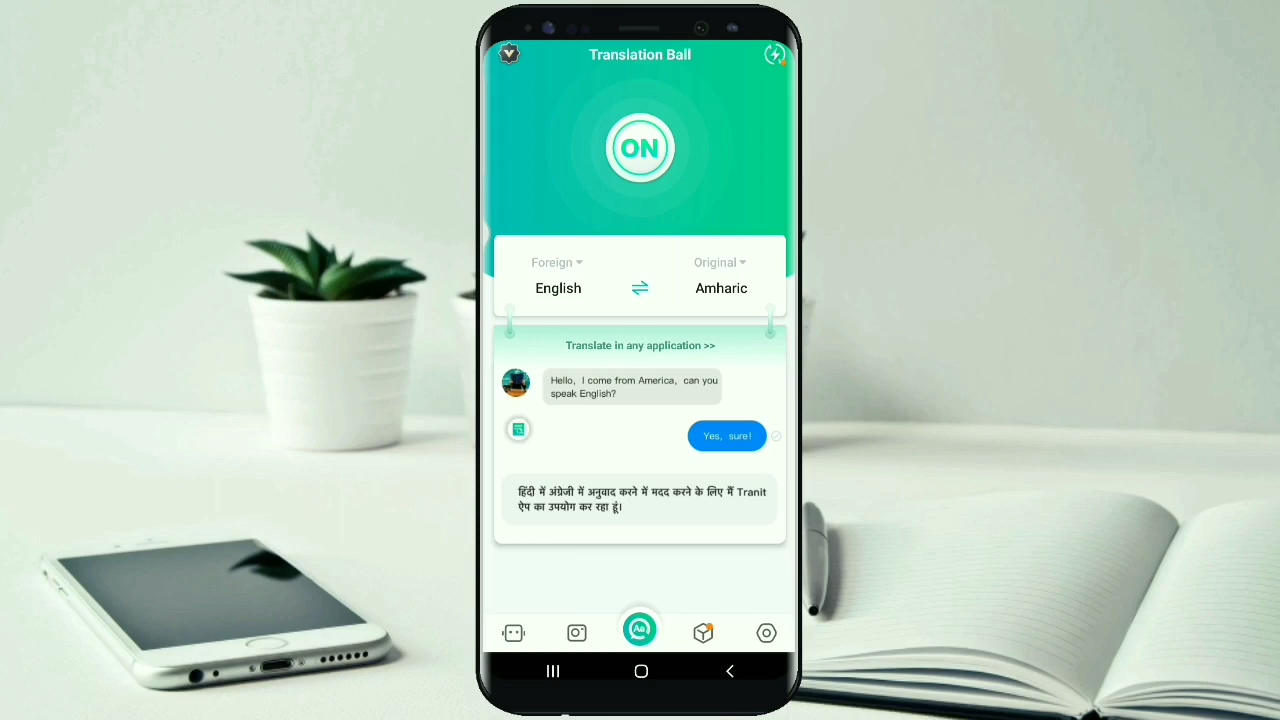 Translation Ball
ON
Foreign
Original
English
Amharic
Translate in any application >>
Hello, I come from America, can you
speak English?
Yes, sure!
हिंदी में अंग्रेजी में अनुवाद करने में मदद करने के लिए मैं Tranit
ऐप का उपयोग कर रहा हूं।
Aa